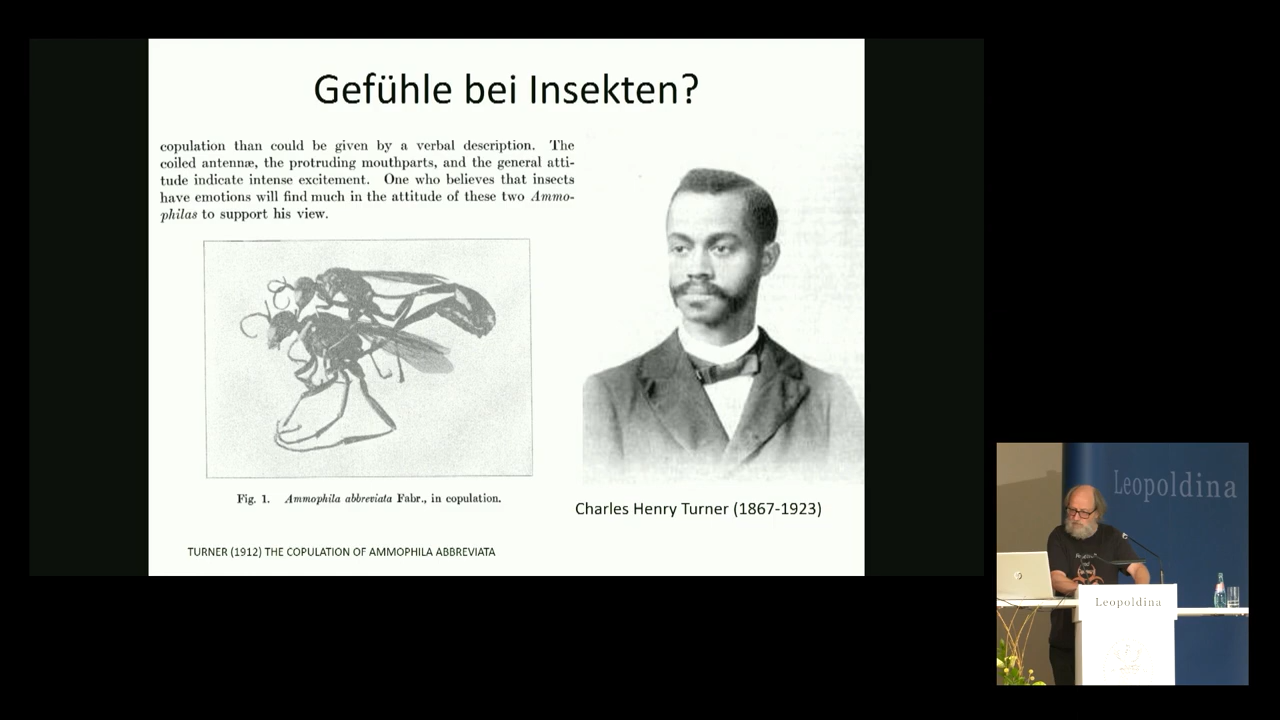 Gefühle bei Insekten?
copulation than could be given by a verbal description. The
coiled antennæ, the protruding mouthparts, and the general atti-
tude indicate intense excitement. One who believes that insects
have emotions will find much in the attitude of these two Ammo-
philas to support his view.
Fig. 1. Ammophila abbreviata Fabr., in copulation.
Charles Henry Turner (1867-1923)
TURNER (1912) THE COPULATION OF AMMOPHILA ABBREVIATA
Leopoldina
Leopoldina